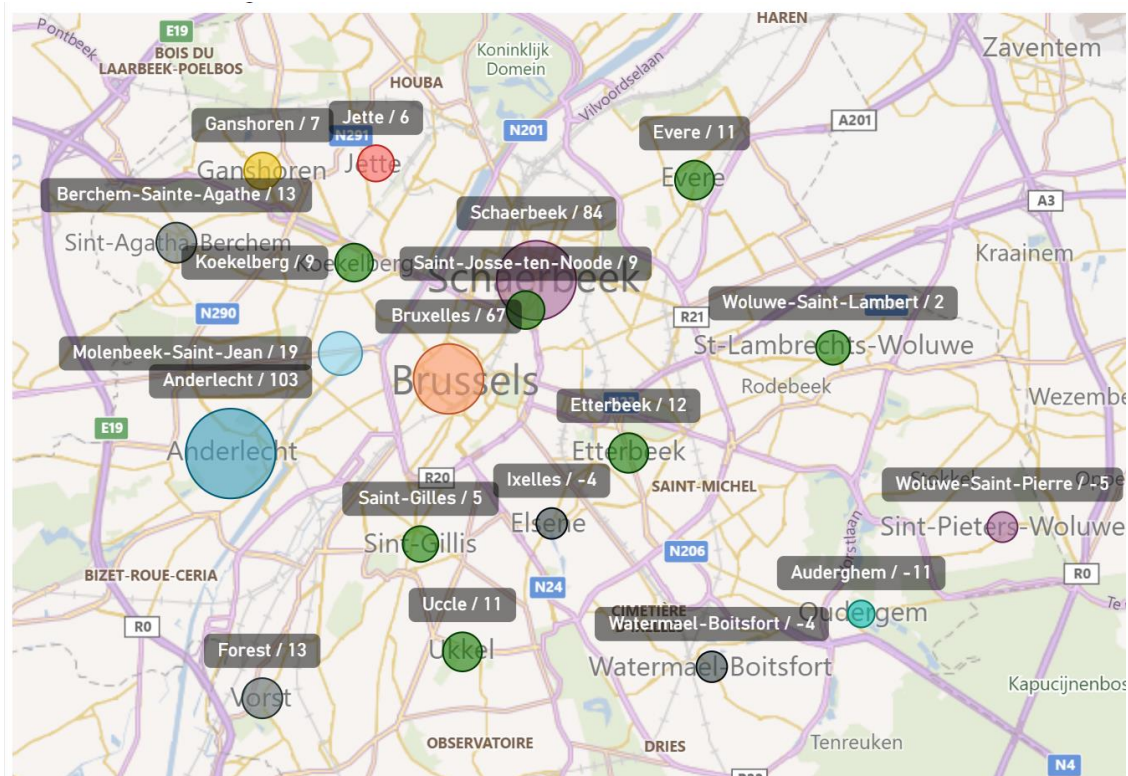 HAREN
E19
Pontbeek
BOIS DU
LAARBEEK-POELBOS
Koninklijk
Domein
Zaventem
HOUBA
Vilvoordselaan
Ganshoren / 7
Jette / 6
N291
N201
Evere / 11
A201
Ganshoren
Jette
Evere
Berchem-Sainte-Agathe / 13
A3
Schaerbeek / 84
Sint-Agatha-Berchem
Kraainem
Koekelberg / 9
Koekelberg
Saint-Josse-ten-Noode / 9
Schaerbeek
Woluwe-Saint-Lambert / 2
N290
Bruxelles / 67
R21
St-Lambrechts-Woluwe
Molenbeek-Saint-Jean / 19
Anderlecht / 103
Brussels
Rodebeek
Wezembe
Etterbeek / 12
E19
Anderlecht
Etterbeek
R20
Ixelles / -4
SAINT-MICHEL
Stokkel
Woluwe-Saint-Pierre / -5
Saint-Gilles / 5
Elsene
Sint-Pieters-Woluwe
Sint-Gillis
N206
BIZET-ROUE-CERIA
Auderghem / -11
R0
N24
Uccle / 11
CIMETIÈRE
Oudergem
R0
Watermael-Boitsfort / -4
Forest / 13
Ukkel
Watermael-Boitsfort
Vorst
Kapucijnenbos
OBSERVATOIRE
DRIES
Tenreuken
N4